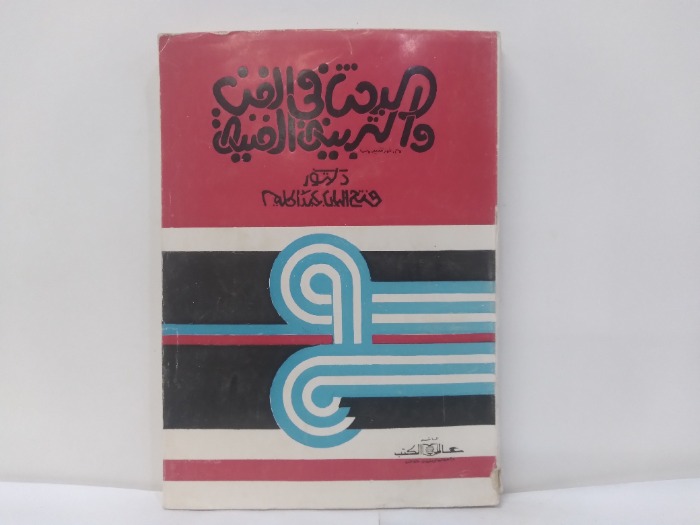 البحث في الفن
والتربية الفنية
دكتور
فتح الباب عبد الحليم
عالم الكتب